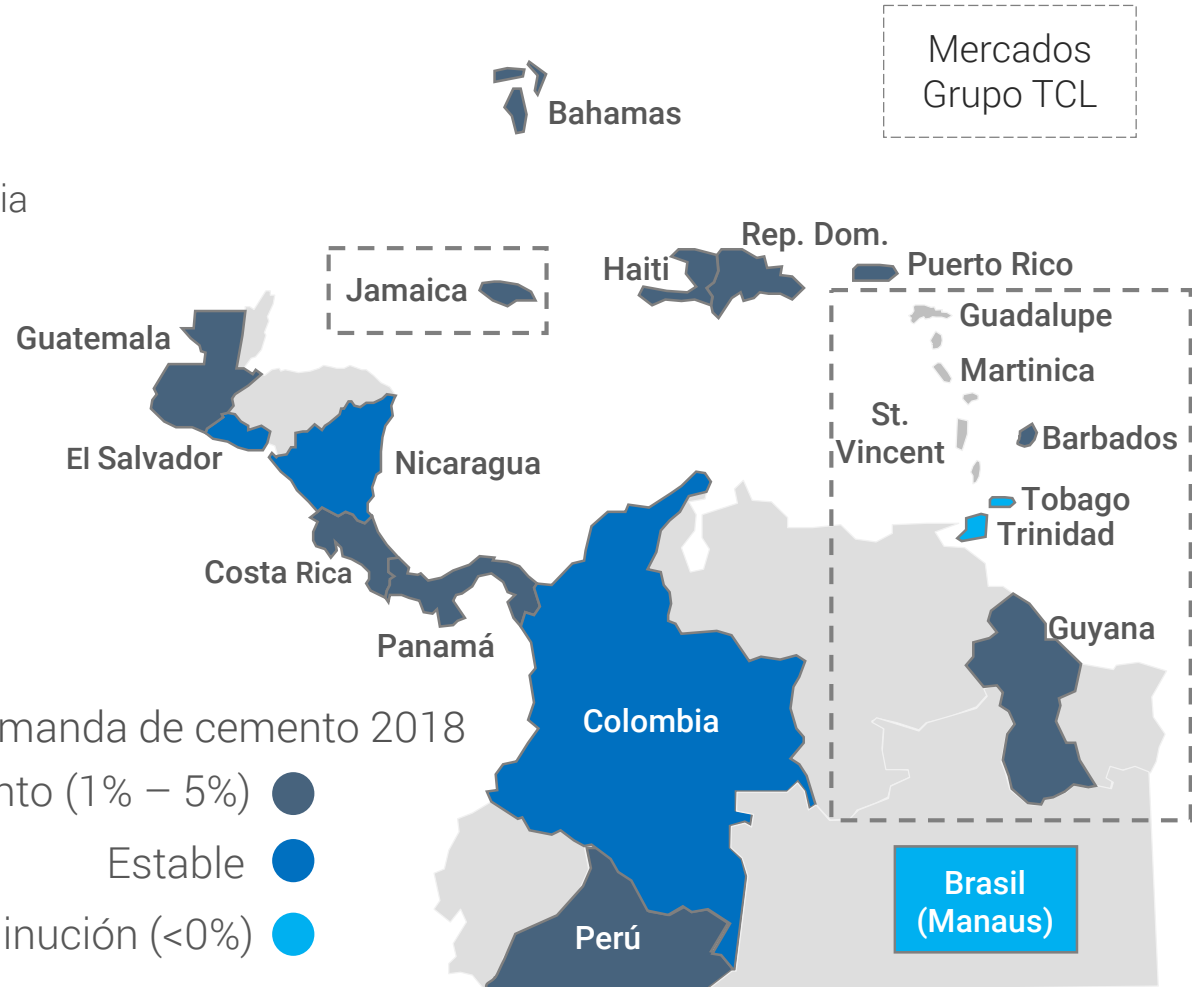 Mercados
Grupo TCL
Bahamas
ia
Rep. Dom.
Haiti
Puerto Rico
Jamaica
Guadalupe
Guatemala
Martinica
St.
Vincent
Barbados
El Salvador
Nicaragua
Tobago
Trinidad
Costa Rica
Guyana
Panamá
Colombia
manda de cemento 2018
nto (1% – 5%)
Estable
inución (<0%)
Brasil
(Manaus)
Perú